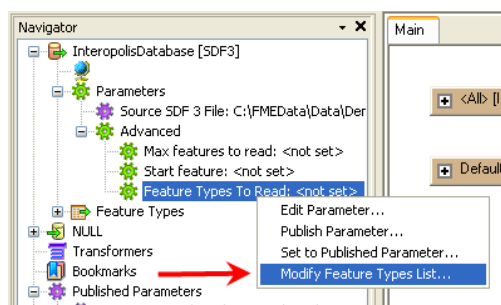 Navigator
Main
InteropolisDatabase [SDF3]
Parameters
Source SDF 3 File: C:\FMEData\Data\Der
Advanced
Max features to read: <not set>
Start feature: <not set>
Feature Types To Read: <not set>
Feature Types
NULL
Transformers
Bookmarks
Published Parameters
<All> [I
Default
Edit Parameter...
Publish Parameter...
Set to Published Parameter...
Modify Feature Types List...